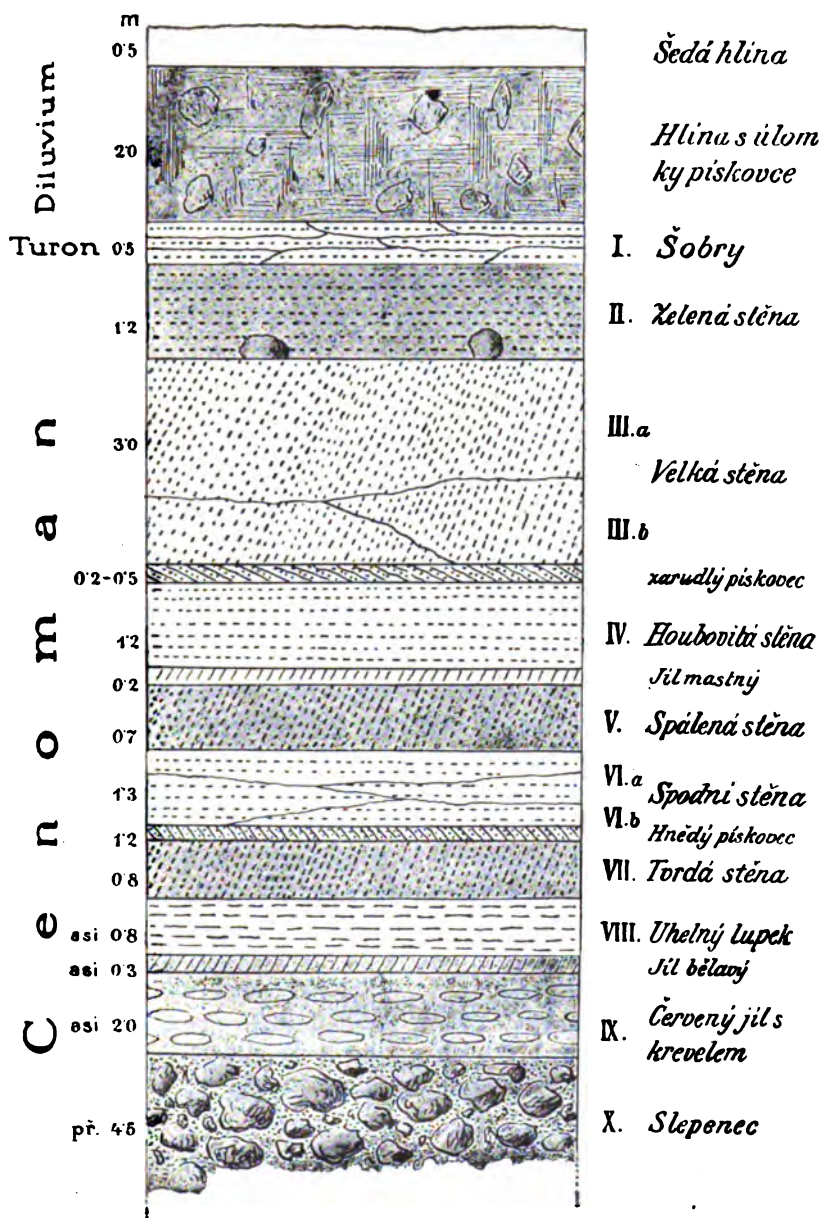 m
Diluvium
0·5 Šedá hlina
2·0 Hlina s úlom
ky pískovce
Turon 0·5 I. Šobry
Cenoman
1·2 II. Zelená stěna
3·0 III.a
Velká stěna
III.b
0·2-0·5 zarudlý pískovec
1·2 IV. Houbovitá stěna
0·2 Jíl mastný
0·7 V. Spálená stěna
VI.a
1·3 Spodní stěna
VI.b
1·2 Hnědý pískovec
0·8 VII. Tvrdá stěna
asi 0·8 VIII. Uhelný lupek
asi 0·3 Jíl bělavý
asi 2·0 IX. Červený jíl s
krevelem
př. 4·5 X. Slepenec